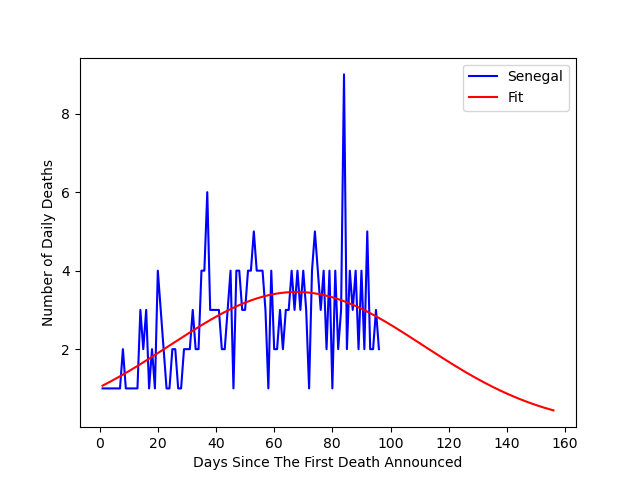 Senegal
Fit
Number of Daily Deaths
8
6
4
2
0 20 40 60 80 100 120 140 160
Days Since The First Death Announced